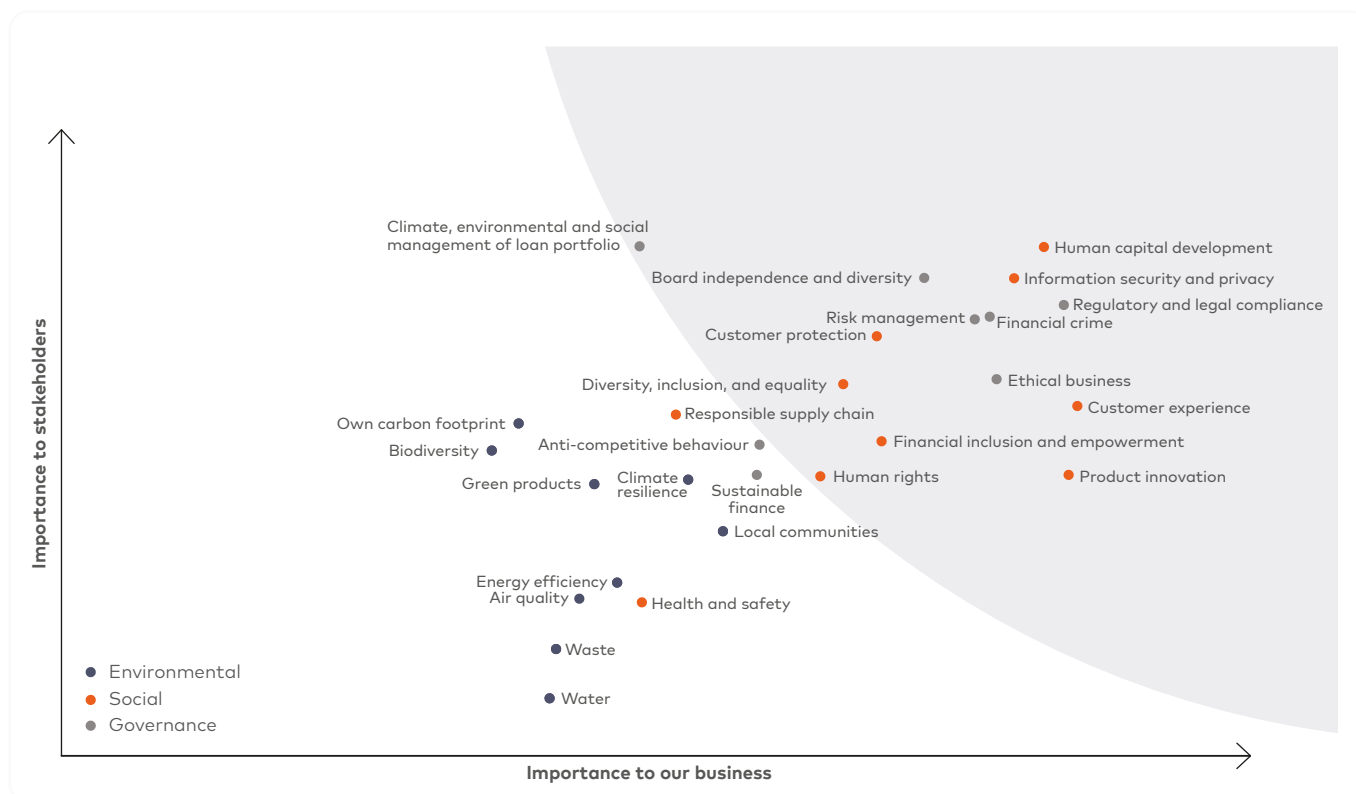 Climate, environmental and social
management of loan portfolio
Human capital development
Board independence and diversity
Information security and privacy
Regulatory and legal compliance
Risk management
Financial crime
Customer protection
Diversity, inclusion, and equality
Ethical business
Customer experience
Responsible supply chain
Own carbon footprint
Anti-competitive behaviour
Financial inclusion and empowerment
Biodiversity
Green products
Climate
resilience
Sustainable
finance
Human rights
Product innovation
Local communities
Energy efficiency
Air quality
Health and safety
Waste
Water
Environmental
Social
Governance
Importance to stakeholders
Importance to our business